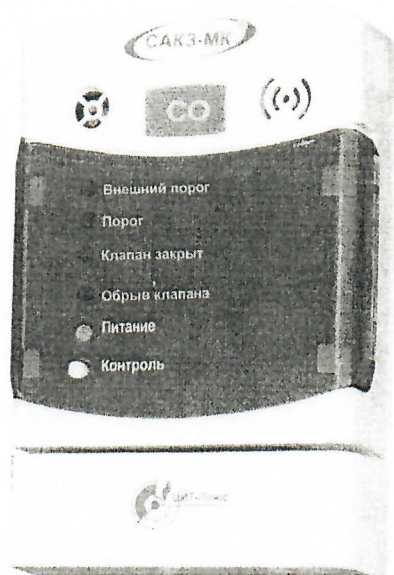 САКЗ-МК
CO
Внешний порог
Порог
Клапан закрыт
Обрыв клапана
Питание
Контроль